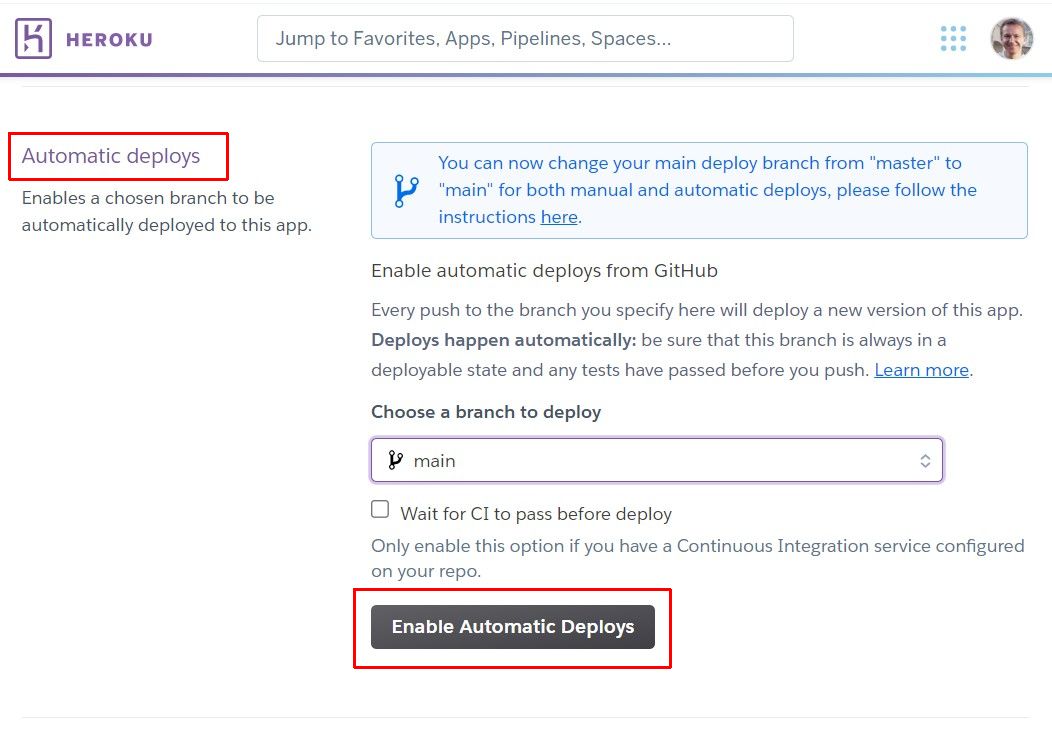 HEROKU
Jump to Favorites, Apps, Pipelines, Spaces...
Automatic deploys
Enables a chosen branch to be
automatically deployed to this app.
You can now change your main deploy branch from "master" to
"main" for both manual and automatic deploys, please follow the
instructions here.
Enable automatic deploys from GitHub
Every push to the branch you specify here will deploy a new version of this app.
Deploys happen automatically: be sure that this branch is always in a
deployable state and any tests have passed before you push. Learn more.
Choose a branch to deploy
main
Wait for CI to pass before deploy
Only enable this option if you have a Continuous Integration service configured
on your repo.
Enable Automatic Deploys